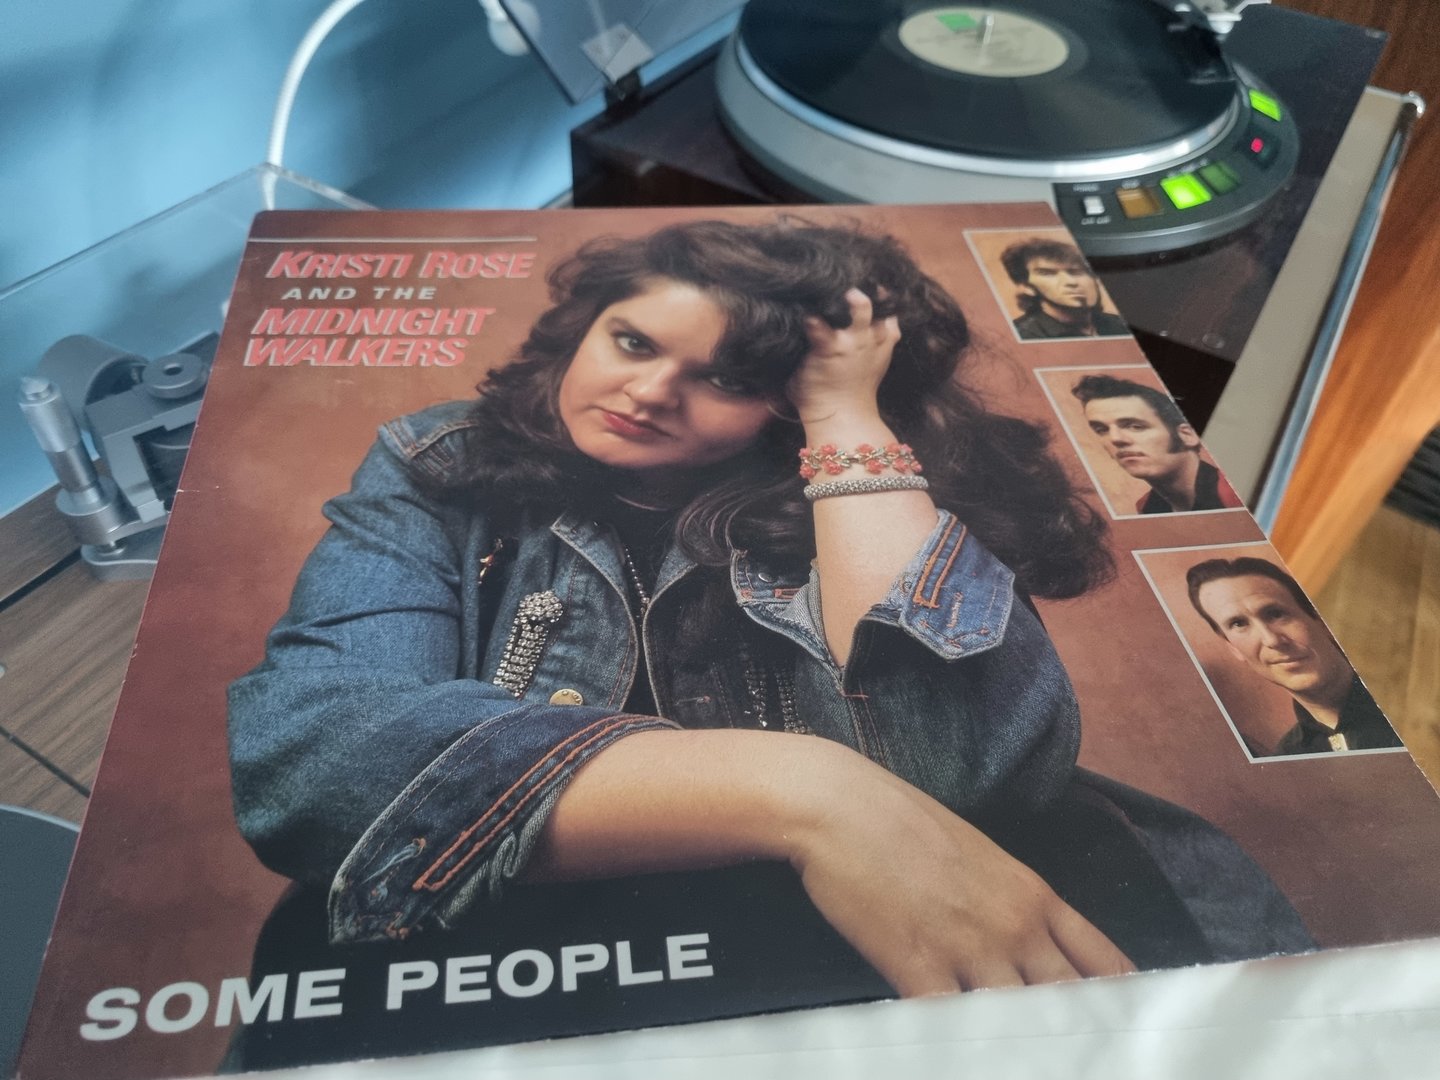 KRISTI ROSE
AND THE
MIDNIGHT
WALKERS
SOME PEOPLE